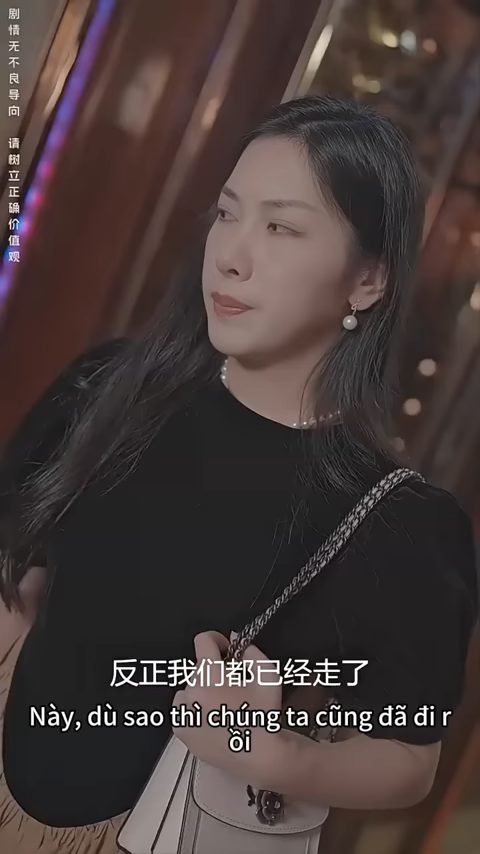 剧情无不良导向 请树立正确价值观
反正我们都已经走了
Này, dù sao thì chúng ta cũng đã đi r
ồi